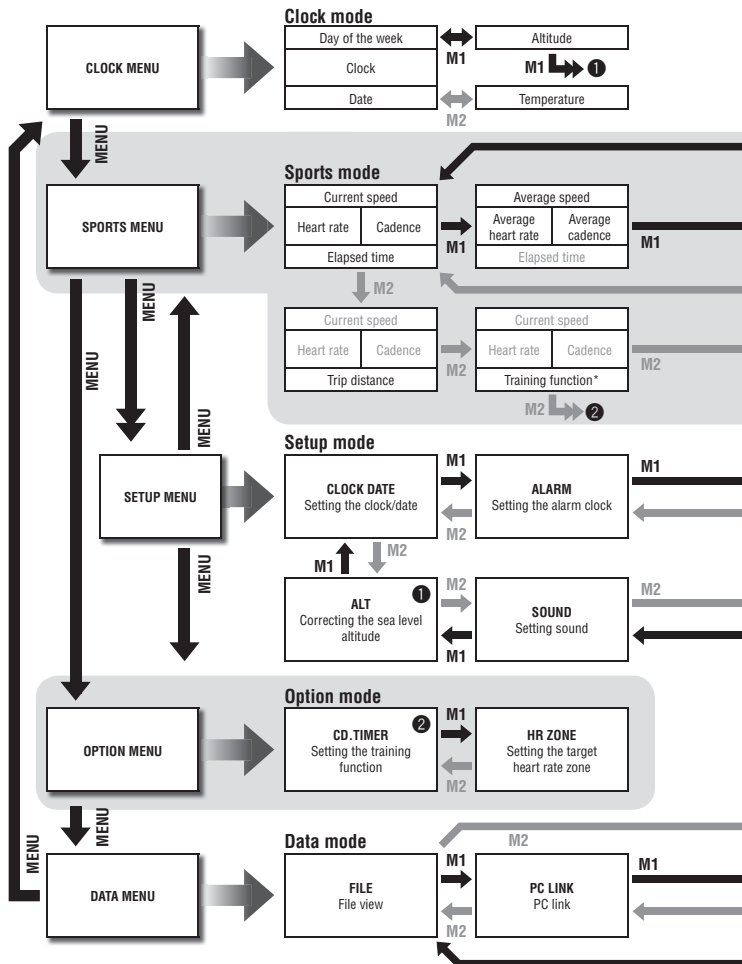 Clock mode
CLOCK MENU
Day of the week
Clock
Date
M1
M2
Altitude
M1 ❶
Temperature
MENU
Sports mode
SPORTS MENU
Current speed
Heart rate
Cadence
Elapsed time
M1
Average speed
Average
heart rate
Average
cadence
Elapsed time
M1
M2
MENU
MENU
MENU
Current speed
Heart rate
Cadence
Trip distance
M2
Current speed
Heart rate
Cadence
Training function*
M2
M2 ❷
Setup mode
SETUP MENU
CLOCK DATE
Setting the clock/date
M1
M2
ALARM
Setting the alarm clock
M1
M1
M2
MENU
ALT ❶
Correcting the sea level
altitude
M2
M1
SOUND
Setting sound
M2
Option mode
OPTION MENU
CD.TIMER ❷
Setting the training
function
M1
M2
HR ZONE
Setting the target
heart rate zone
MENU
MENU
Data mode
M2
DATA MENU
FILE
File view
M1
M2
PC LINK
PC link
M1